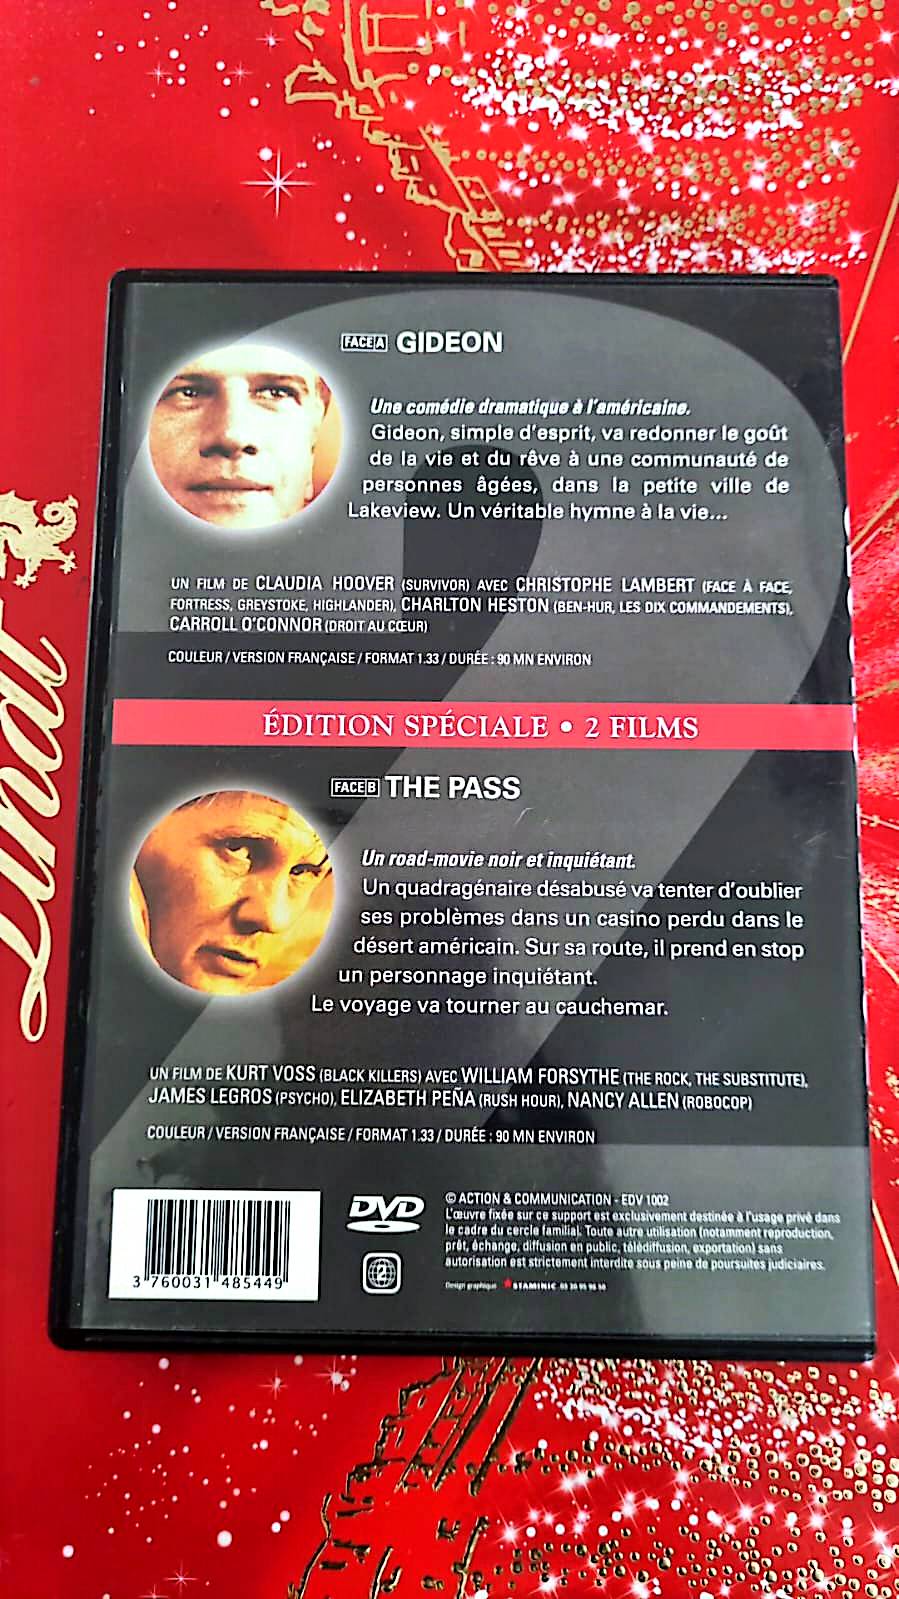 FACE A GIDEON
Une comédie dramatique à l'américaine.
Gideon, simple d'esprit, va redonner le goût
de la vie et du rêve à une communauté de
personnes âgées, dans la petite ville de
Lakeview. Un véritable hymne à la vie...
UN FILM DE CLAUDIA HOOVER (SURVIVOR) AVEC CHRISTOPHE LAMBERT (FACE À FACE,
FORTRESS, GREYSTOKE, HIGHLANDER), CHARLTON HESTON (BEN-HUR, LES DIX COMMANDEMENTS),
CARROLL O'CONNOR (DROIT AU CŒUR)
COULEUR / VERSION FRANÇAISE / FORMAT 1.33 / DURÉE : 90 MN ENVIRON
Lindt
ÉDITION SPÉCIALE • 2 FILMS
FACE B THE PASS
Un road-movie noir et inquiétant.
Un quadragénaire désabusé va tenter d'oublier
ses problèmes dans un casino perdu dans le
désert américain. Sur sa route, il prend en stop
un personnage inquiétant.
Le voyage va tourner au cauchemar.
UN FILM DE KURT VOSS (BLACK KILLERS) AVEC WILLIAM FORSYTHE (THE ROCK, THE SUBSTITUTE),
JAMES LEGROS (PSYCHO), ELIZABETH PEÑA (RUSH HOUR), NANCY ALLEN (ROBOCOP)
COULEUR / VERSION FRANÇAISE / FORMAT 1.33 / DURÉE : 90 MN ENVIRON
3 760031 485449
DVD
2
© ACTION & COMMUNICATION - EDV 1002
L'œuvre fixée sur ce support est exclusivement destinée à l'usage privé dans
le cadre du cercle familial. Toute autre utilisation (notamment reproduction,
prêt, échange, diffusion en public, télédiffusion, exportation) sans
autorisation est strictement interdite sous peine de poursuites judiciaires.
Design graphique STAMINIC